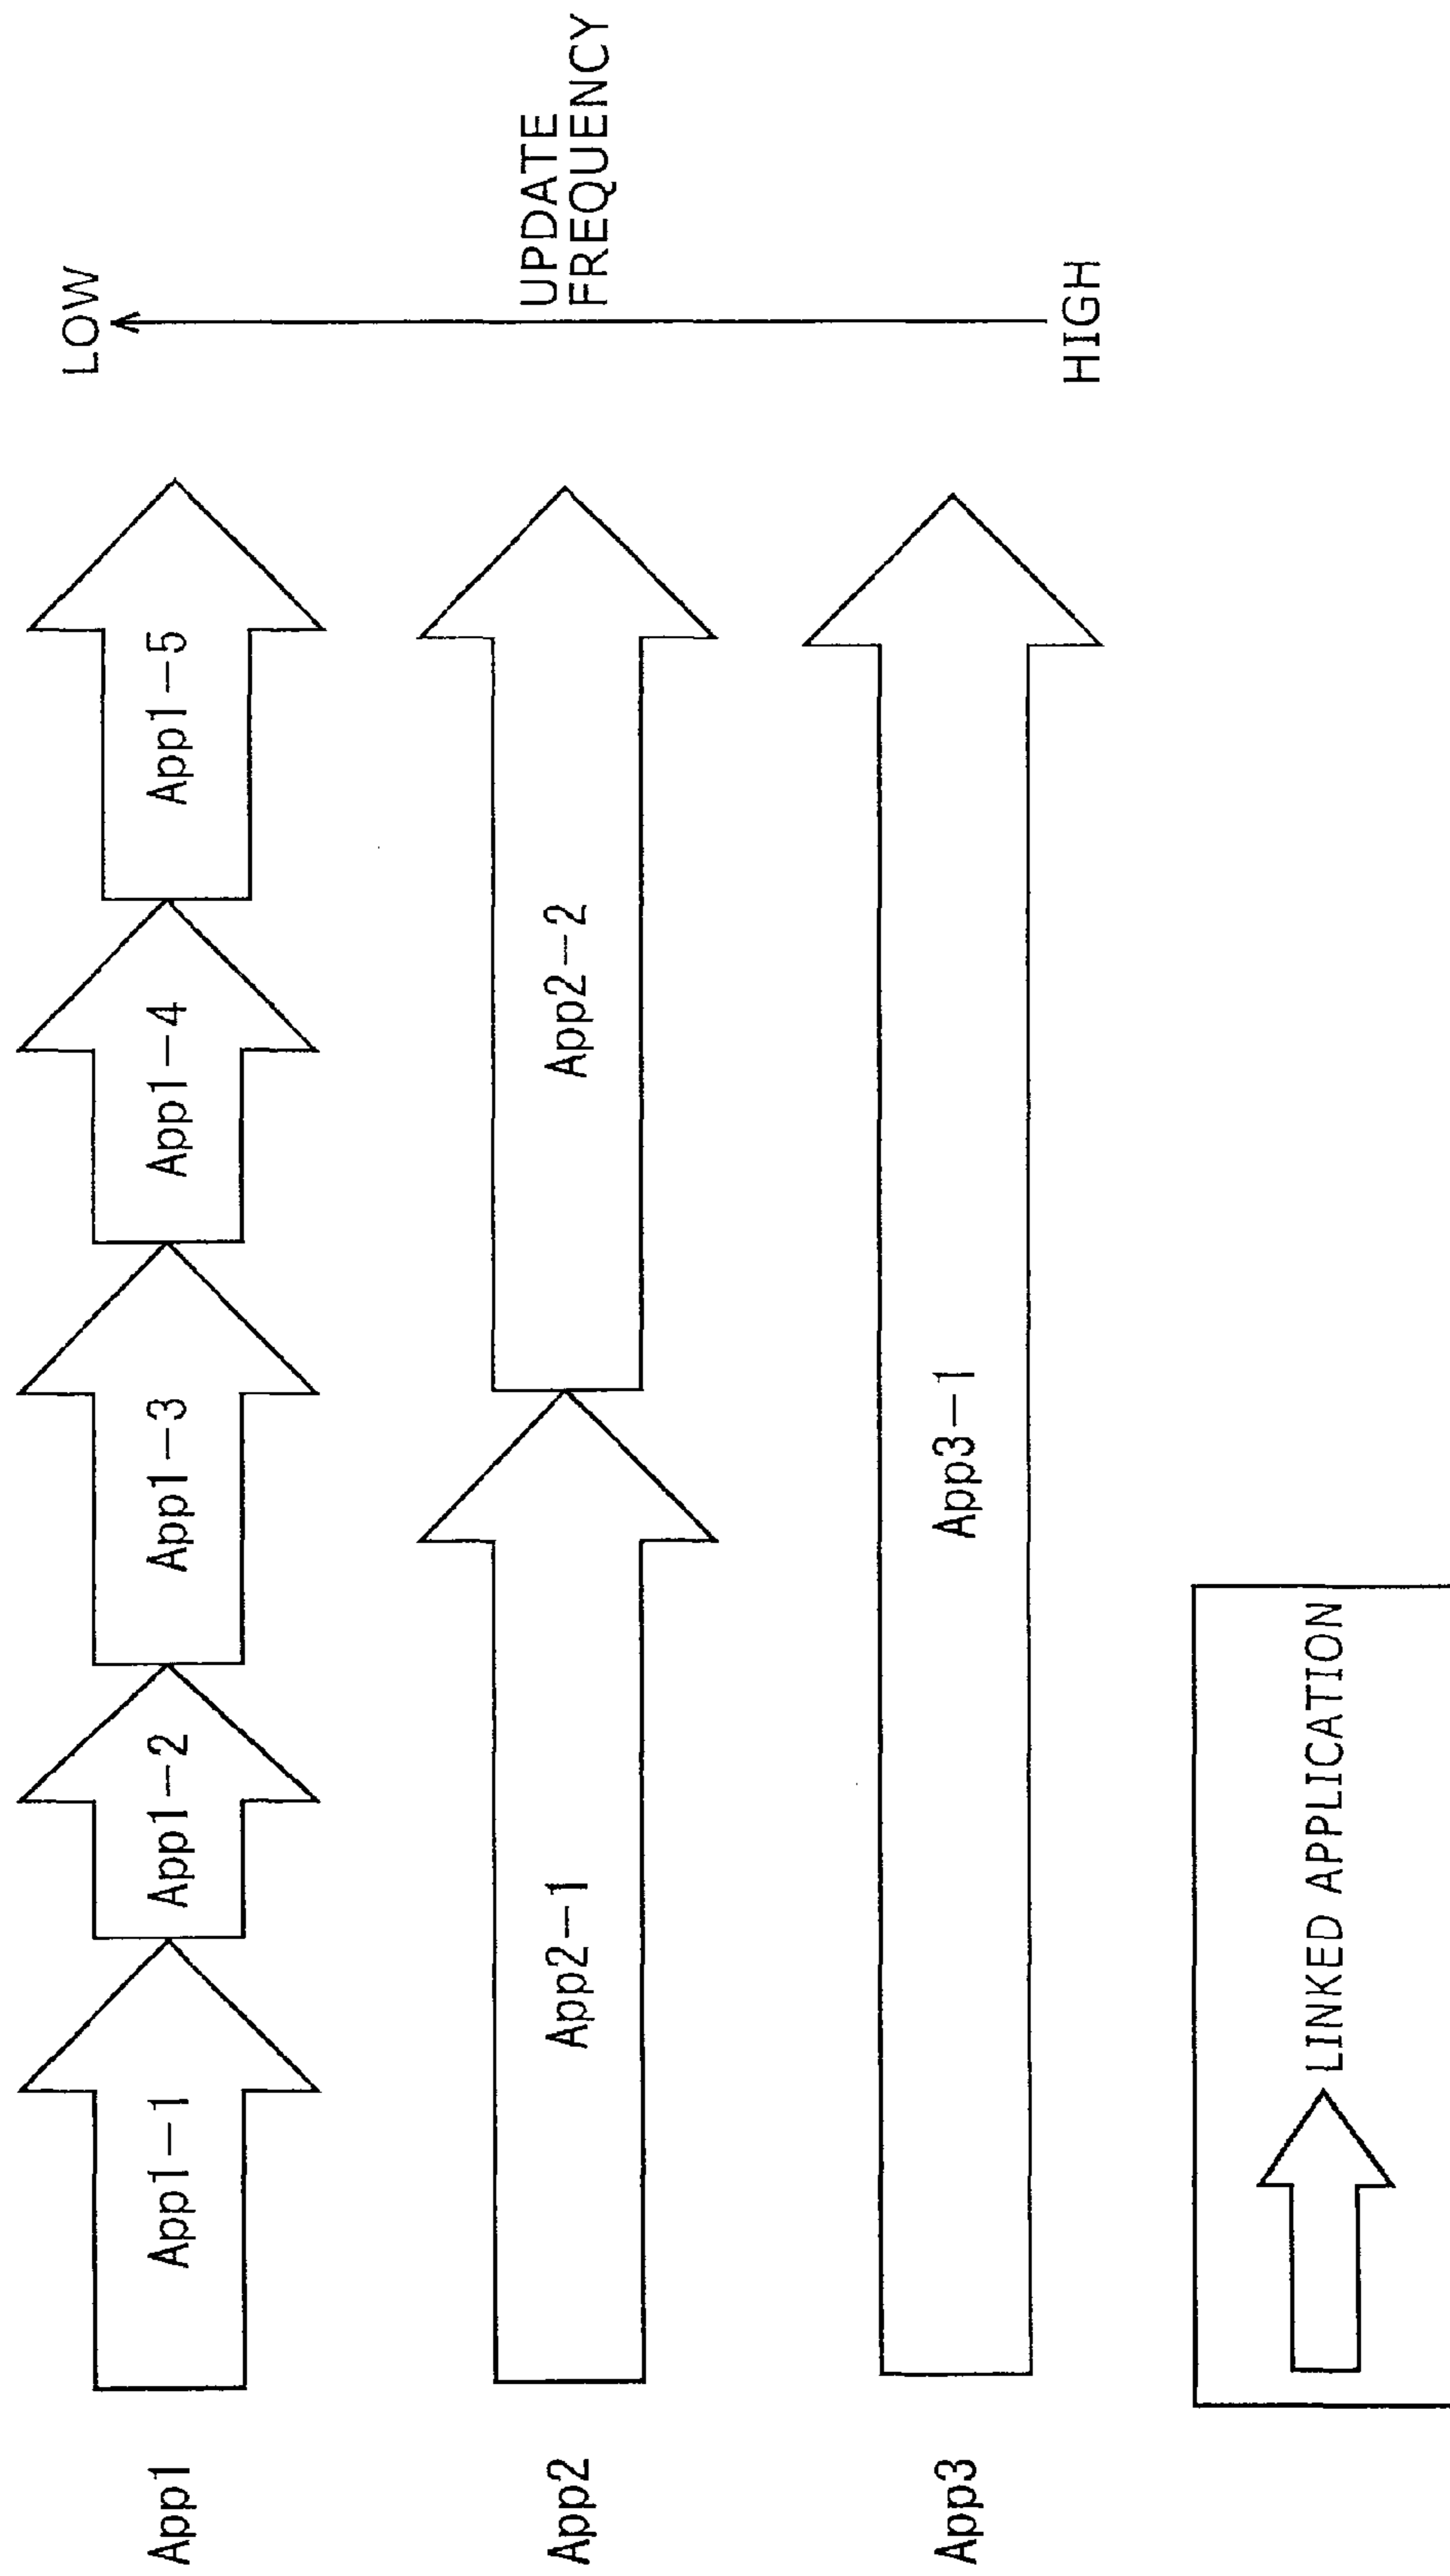 LOW
App1
App1-1
App1-2
App1-3
App1-4
App1-5
UPDATE
FREQUENCY
App2
App2-1
App2-2
App3
App3-1
HIGH
LINKED APPLICATION